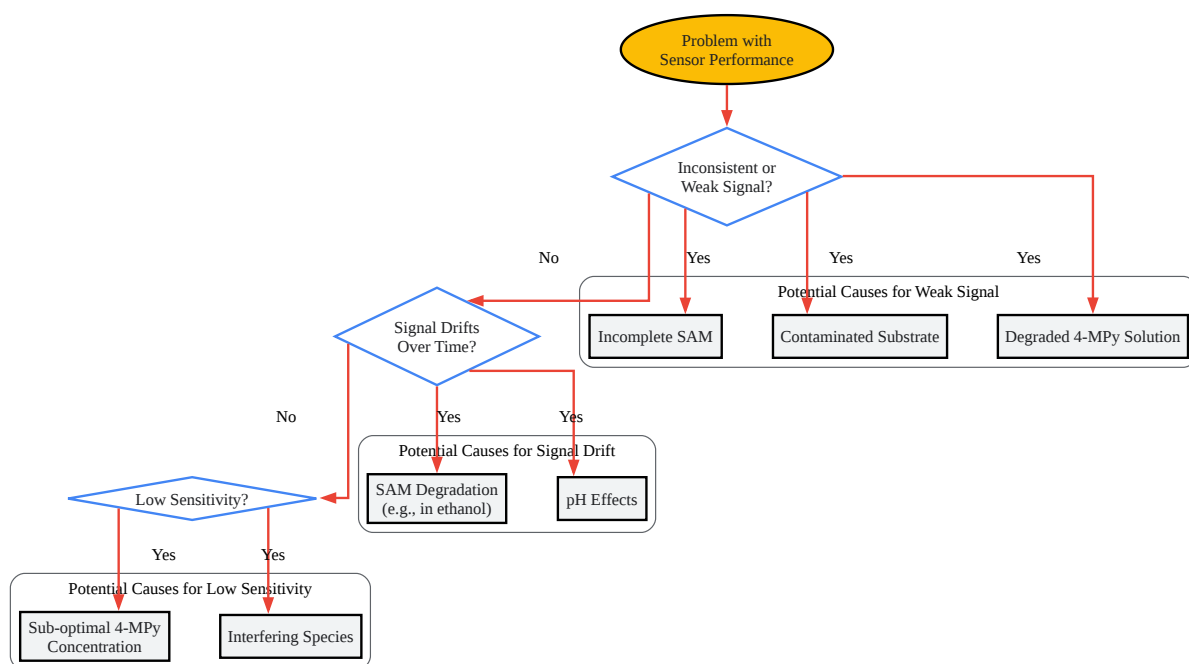 Problem with
Sensor Performance
Inconsistent or
Weak Signal?
No
Yes
Yes
Yes
Potential Causes for Weak Signal
Incomplete SAM
Contaminated Substrate
Degraded 4-MPy Solution
Signal Drifts
Over Time?
No
Yes
Yes
Potential Causes for Signal Drift
SAM Degradation
(e.g., in ethanol)
pH Effects
Low Sensitivity?
Yes
Yes
Potential Causes for Low Sensitivity
Sub-optimal 4-MPy
Concentration
Interfering Species